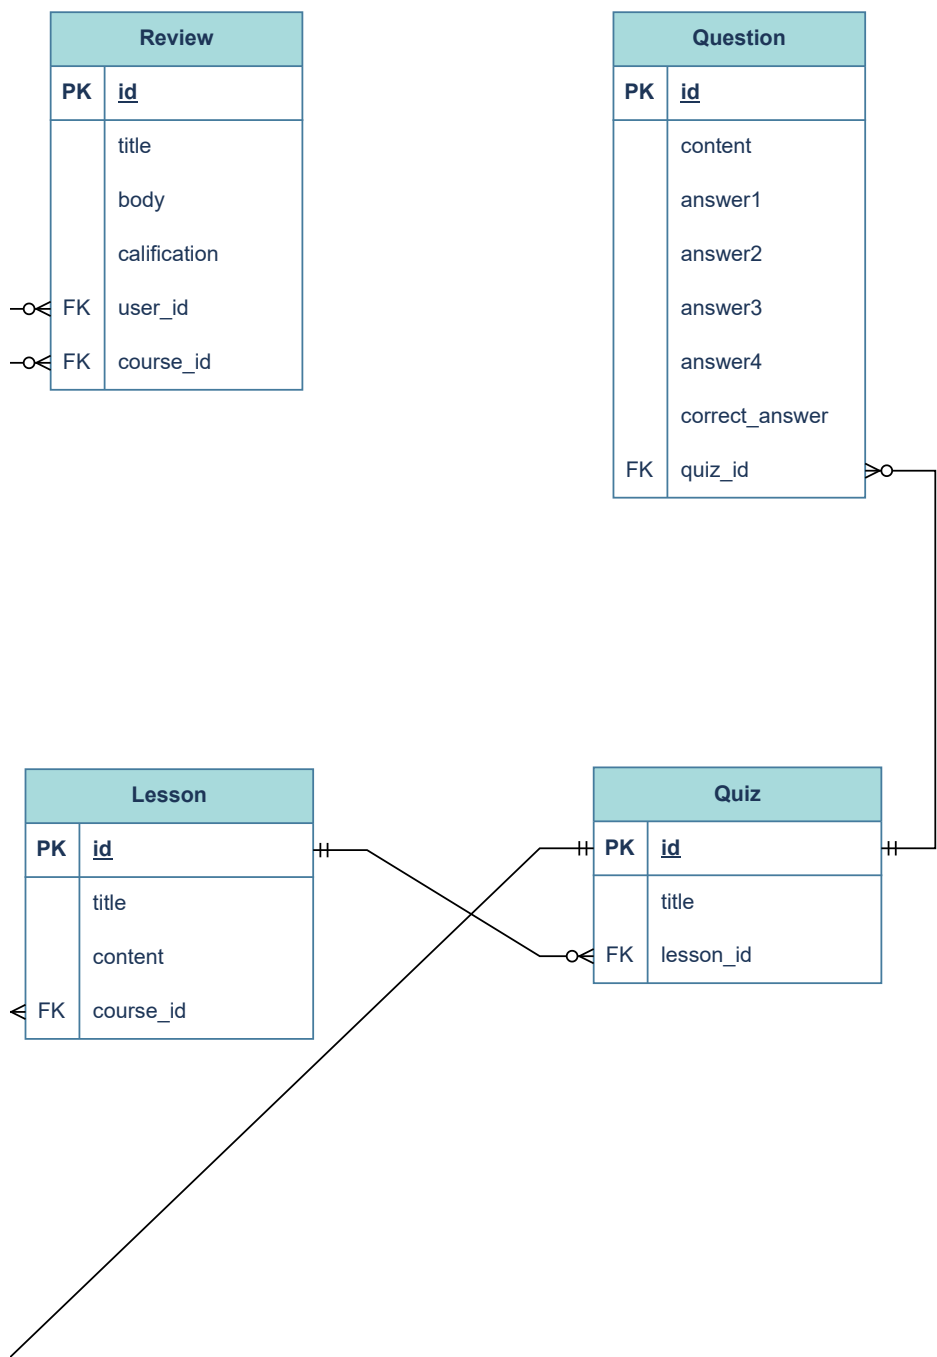 Review
PK id
title
body
calification
FK user_id
FK course_id
Question
PK id
content
answer1
answer2
answer3
answer4
correct_answer
FK quiz_id
Lesson
PK id
title
content
FK course_id
Quiz
PK id
title
FK lesson_id